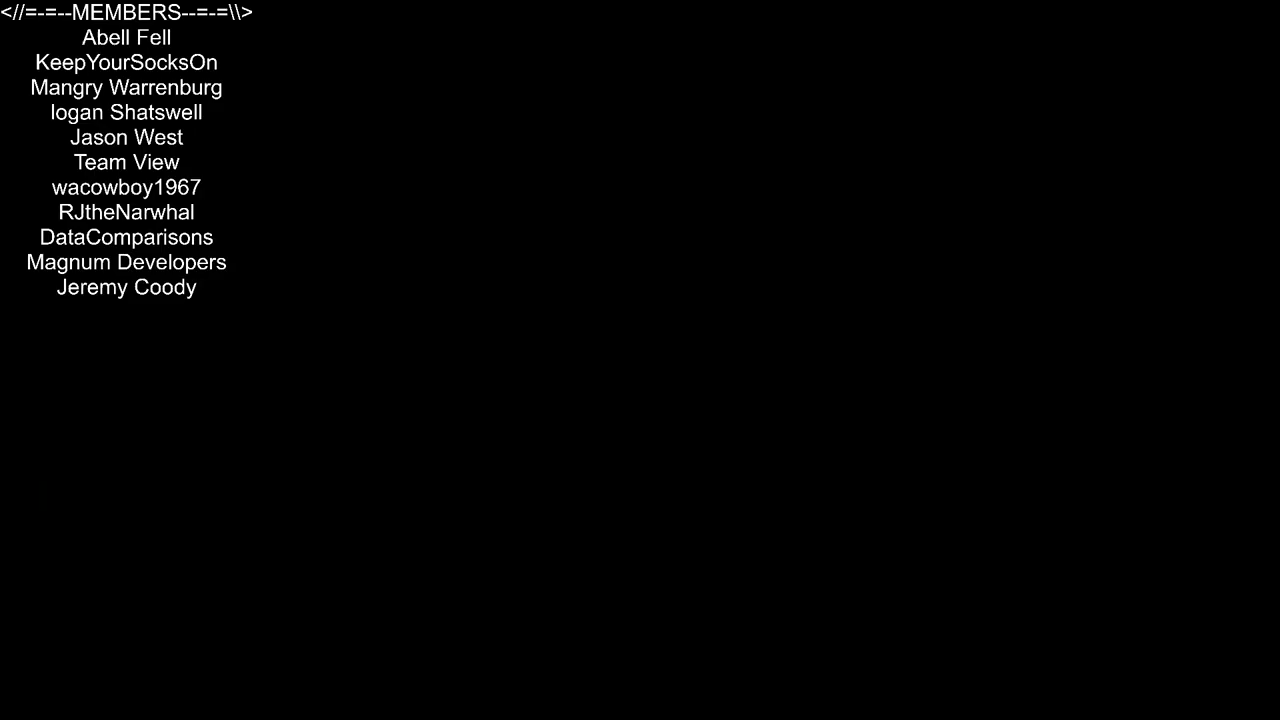 <//=-=--MEMBERS--=-=\\>
Abell Fell
KeepYourSocksOn
Mangry Warrenburg
logan Shatswell
Jason West
Team View
wacowboy1967
RJtheNarwhal
DataComparisons
Magnum Developers
Jeremy Coody